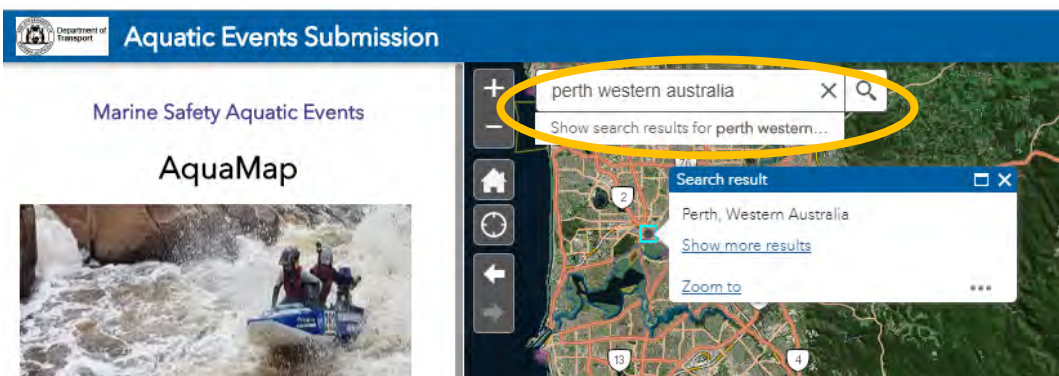 Department of
Transport
Aquatic Events Submission
Marine Safety Aquatic Events
AquaMap
perth western australia
Show search results for perth western...
Search result
Perth, Western Australia
Show more results
Zoom to
2
13
4